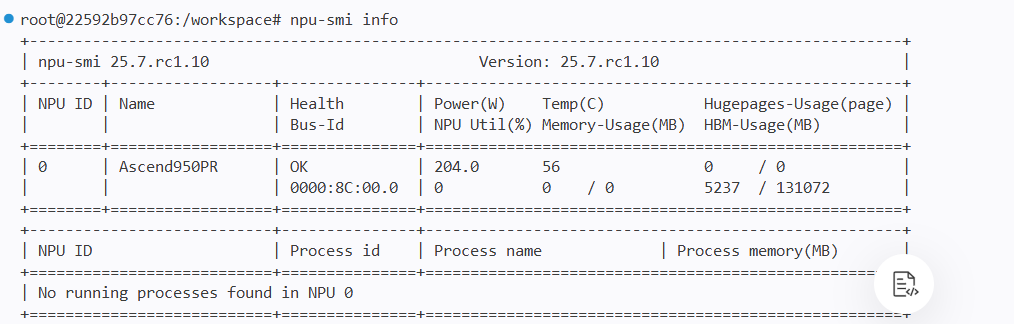 root@22592b97cc76:/workspace# npu-smi info
+------------------------------------------------------------------------------------------------+
| npu-smi 25.7.rc1.10                              Version: 25.7.rc1.10                           |
+--------+------------------+---------------+-----------------------------------------------------+
| NPU ID | Name             | Health        | Power(W)    Temp(C)           Hugepages-Usage(page) |
|        |                  | Bus-Id        | NPU Util(%) Memory-Usage(MB)  HBM-Usage(MB)         |
+========+==================+===============+=====================================================+
| 0      | Ascend950PR      | OK            | 204.0       56                0     / 0             |
|        |                  | 0000:8C:00.0  | 0           0    / 0          5237  / 131072        |
+========+==================+===============+=====================================================+
+---------------------------+---------------+-----------------------------------------------------+
| NPU ID                    | Process id    | Process name             | Process memory(MB)       |
+===========================+===============+=====================================================+
| No running processes found in NPU 0
+===========================+===============+=====================================================+